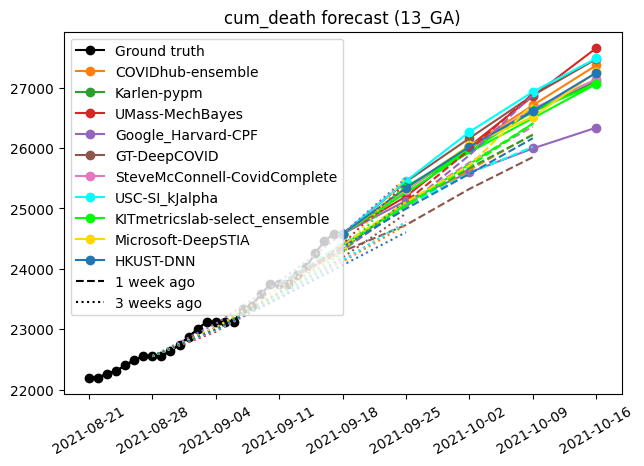 cum_death forecast (13_GA)
Ground truth
COVIDhub-ensemble
Karlen-pypm
UMass-MechBayes
Google_Harvard-CPF
GT-DeepCOVID
SteveMcConnell-CovidComplete
USC-SI_kJalpha
KITmetricslab-select_ensemble
Microsoft-DeepSTIA
HKUST-DNN
1 week ago
3 weeks ago
27000
26000
25000
24000
23000
22000
2021-08-21
2021-08-28
2021-09-04
2021-09-11
2021-09-18
2021-09-25
2021-10-02
2021-10-09
2021-10-16